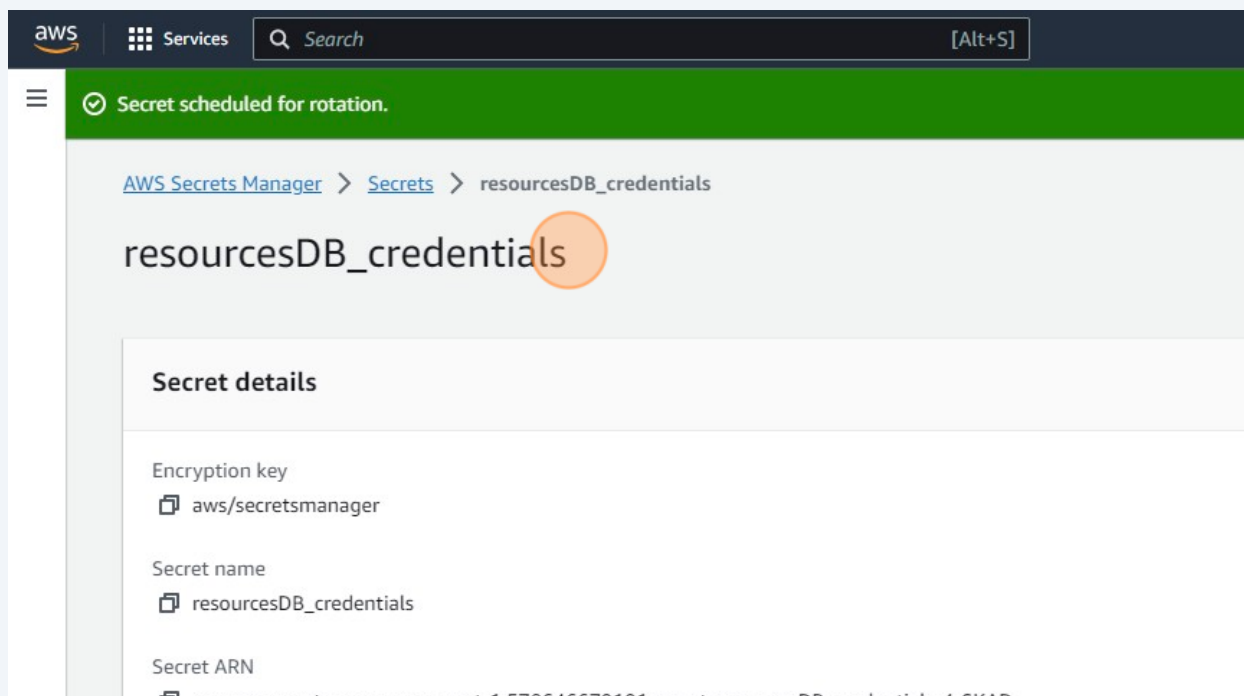 aws Services Search [Alt+S]
Secret scheduled for rotation.
AWS Secrets Manager > Secrets > resourcesDB_credentials
resourcesDB_credentials
Secret details
Encryption key
aws/secretsmanager
Secret name
resourcesDB_credentials
Secret ARN